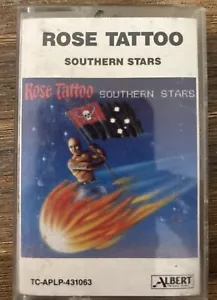 ROSE TATTOO
SOUTHERN STARS
Rose Tattoo SOUTHERN STARS
TC-APLP-431063
ALBERT